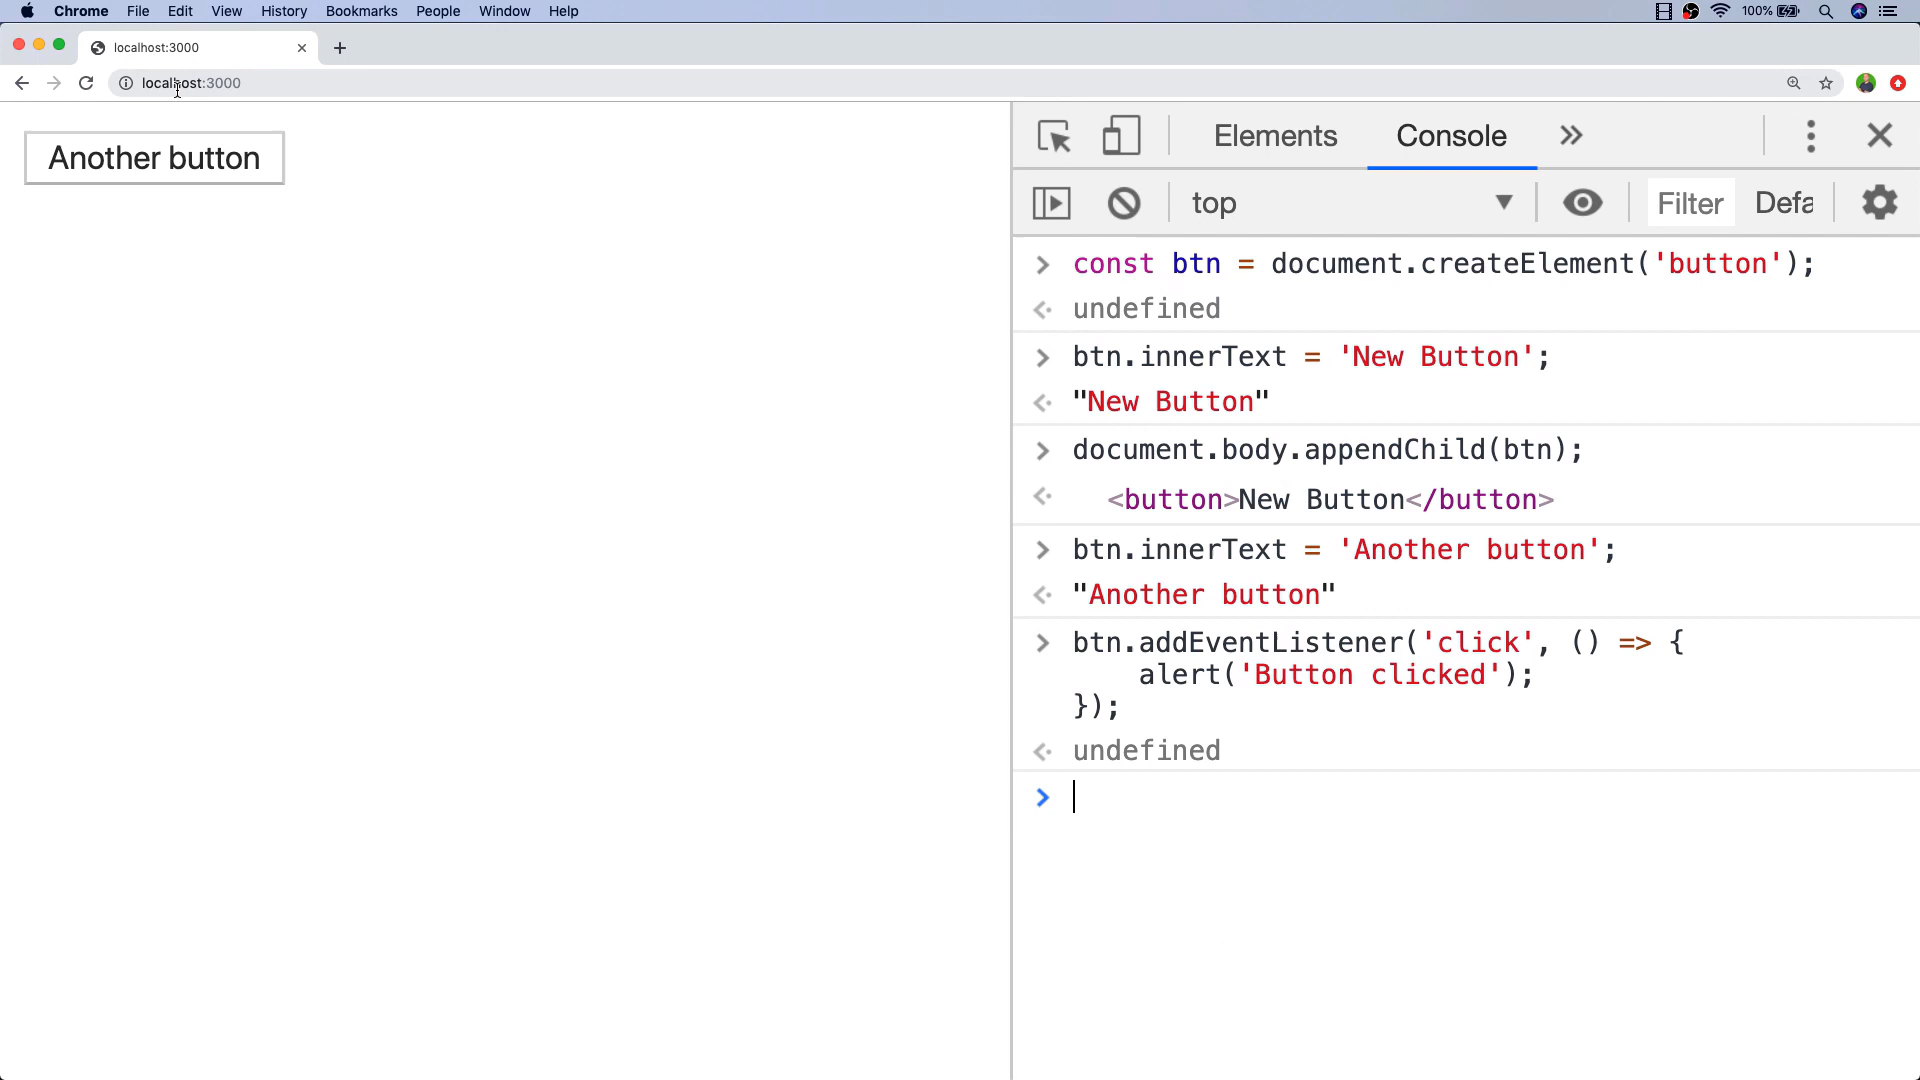 Chrome File Edit View History Bookmarks People Window Help 100%
localhost:3000
localhost:3000
Another button
Elements Console
top Filter Defa
const btn = document.createElement('button');
undefined
btn.innerText = 'New Button';
"New Button"
document.body.appendChild(btn);
<button>New Button</button>
btn.innerText = 'Another button';
"Another button"
btn.addEventListener('click', () => {
alert('Button clicked');
});
undefined